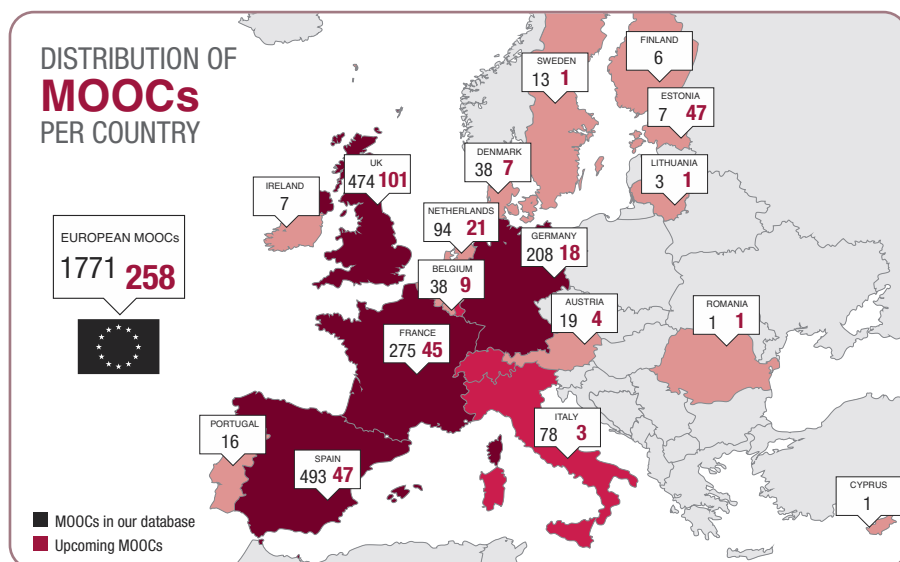 DISTRIBUTION OF
MOOCs
PER COUNTRY
EUROPEAN MOOCs
1771 258
FINLAND
6
SWEDEN
13 1
ESTONIA
7 47
DENMARK
38 7
LITHUANIA
3 1
UK
474 101
IRELAND
7
NETHERLANDS
94 21
GERMANY
208 18
BELGIUM
38 9
AUSTRIA
19 4
ROMANIA
1 1
FRANCE
275 45
PORTUGAL
16
ITALY
78 3
SPAIN
493 47
CYPRUS
1
MOOCs in our database
Upcoming MOOCs